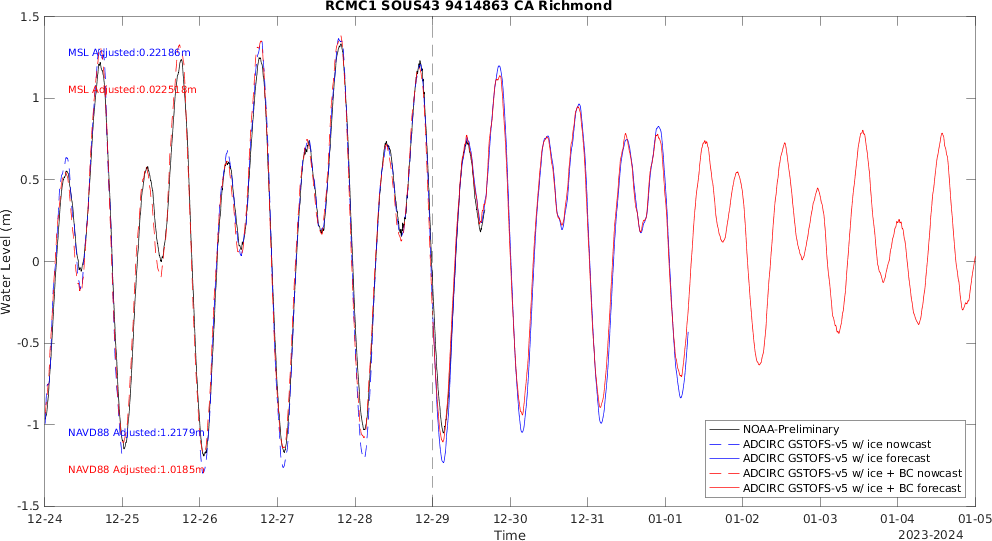 RCMC1 SOUS43 9414863 CA Richmond
1.5
MSL Adjusted:0.22186m
MSL Adjusted:0.022518m
1
0.5
0
-0.5
-1
-1.5
Water Level (m)
NAVD88 Adjusted:1.2179m
NAVD88 Adjusted:1.0185m
NOAA-Preliminary
ADCIRC GSTOFS-v5 w/ ice nowcast
ADCIRC GSTOFS-v5 w/ ice forecast
ADCIRC GSTOFS-v5 w/ ice + BC nowcast
ADCIRC GSTOFS-v5 w/ ice + BC forecast
12-24 12-25 12-26 12-27 12-28 12-29 12-30 12-31 01-01 01-02 01-03 01-04 01-05
Time
2023-2024